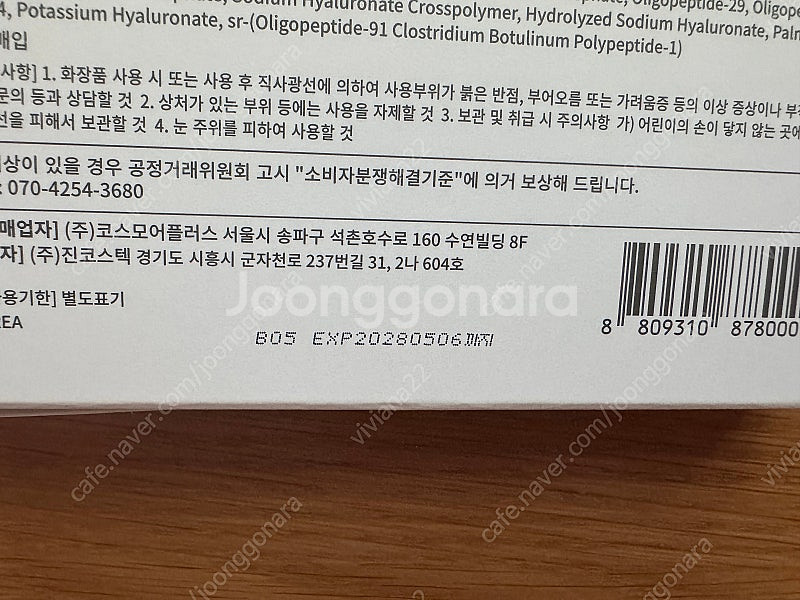 Sodium Hyaluronate Crosspolymer, Hydrolyzed Sodium Hyaluronate,
Potassium Hyaluronate, sr-(Oligopeptide-91 Clostridium Botulinum Polypeptide-1)
매입
사항] 1. 화장품 사용 시 또는 사용 후 직사광선에 의하여 사용부위가 붉은 반점, 부어오름 또는 가려움증 등의 이상 증상이나
문의 등과 상담할 것 2. 상처가 있는 부위 등에는 사용을 자제할 것 3. 보관 및 취급 시 주의사항 가) 어린이의 손이 닿지 않는 곳에
선을 피해서 보관할 것 4. 눈 주위를 피하여 사용할 것
상이 있을 경우 공정거래위원회 고시 "소비자분쟁해결기준"에 의거 보상해 드립니다.
: 070-4254-3680
매업자] (주)코스모어플러스 서울시 송파구 석촌호수로 160 수연빌딩 8F
자] (주)진코스텍 경기도 시흥시 군자천로 237번길 31, 2나 604호
용기한] 별도표기
REA
B05 EXP20280506까지
8 809310 878000
Joonggonara
cafe.naver.com/joonggonara
viviana22